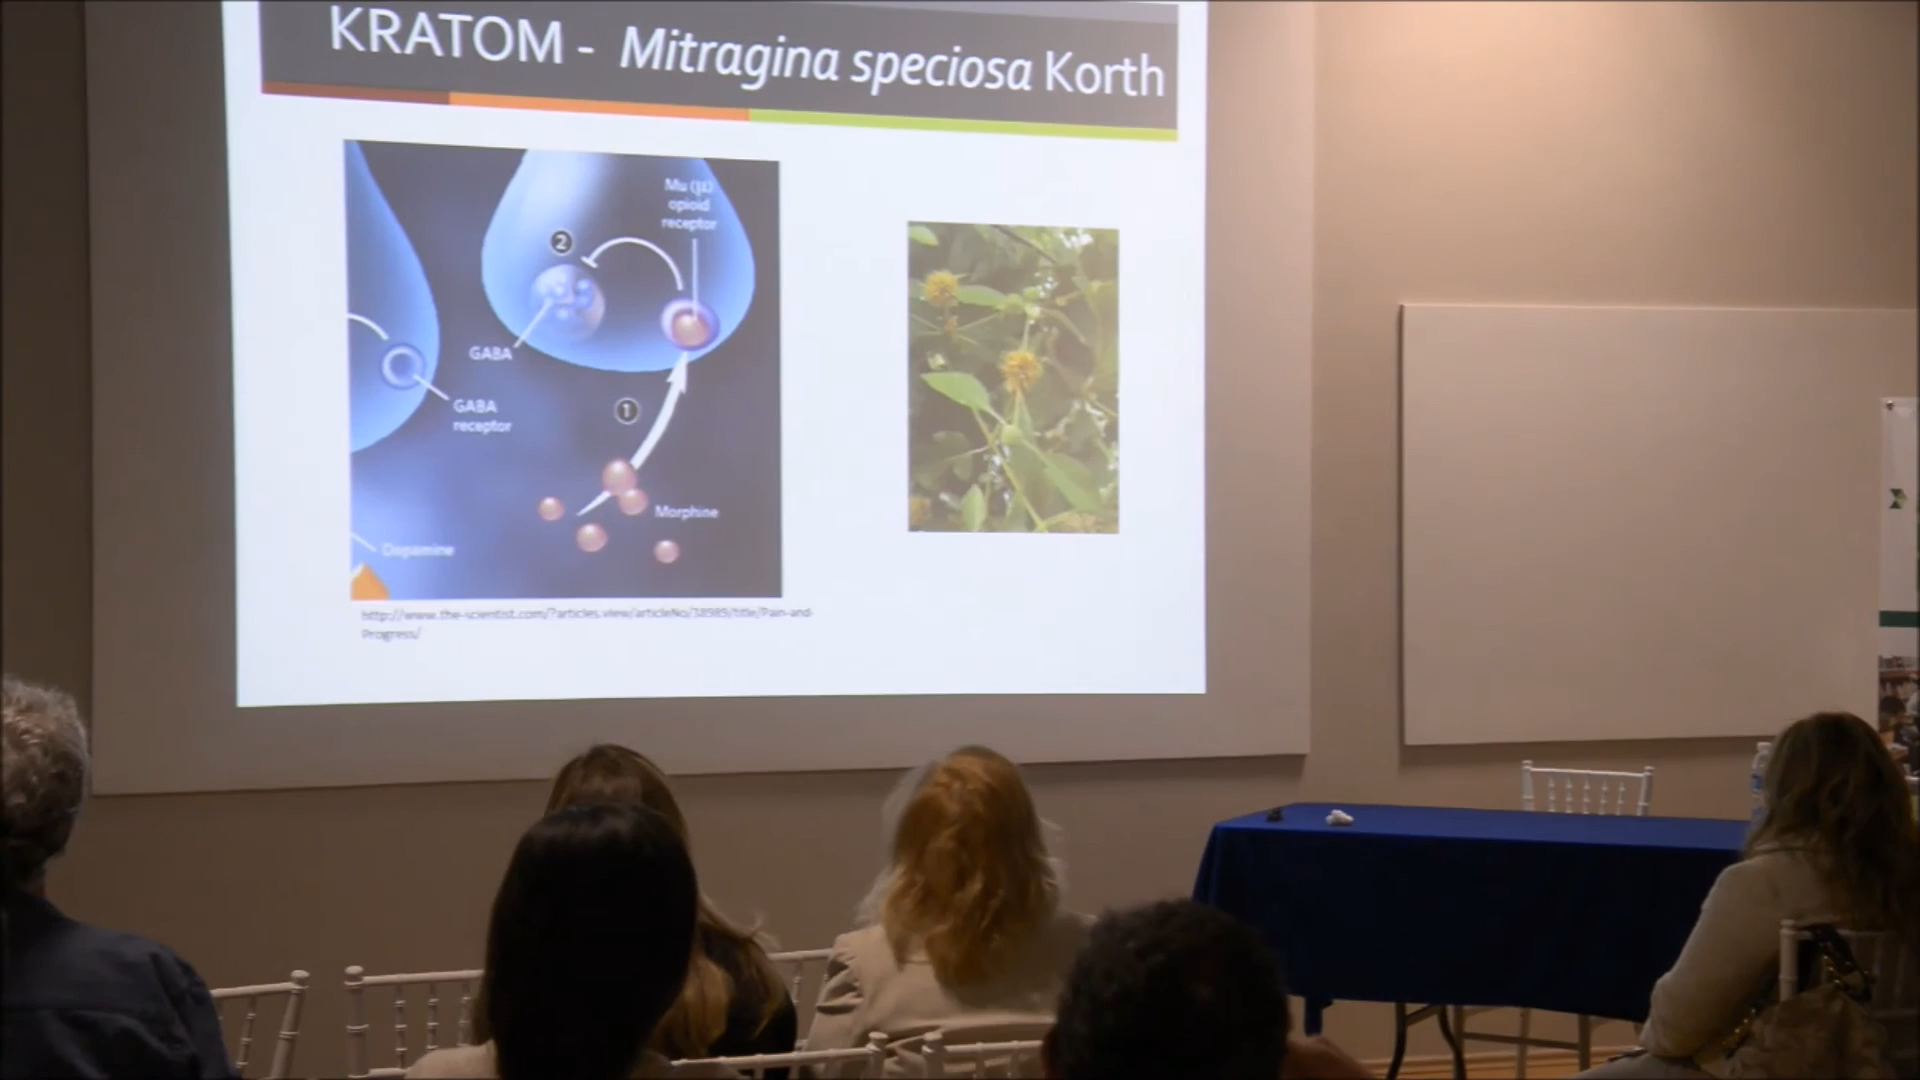 KRATOM - Mitragina speciosa Korth
Mu (μ)
opioid
receptor
2
GABA
GABA
receptor
1
Morphine
Dopamine
http://www.the-scientist.com/?articles.view/articleNo/38989/title/Pain-and-
Progress/